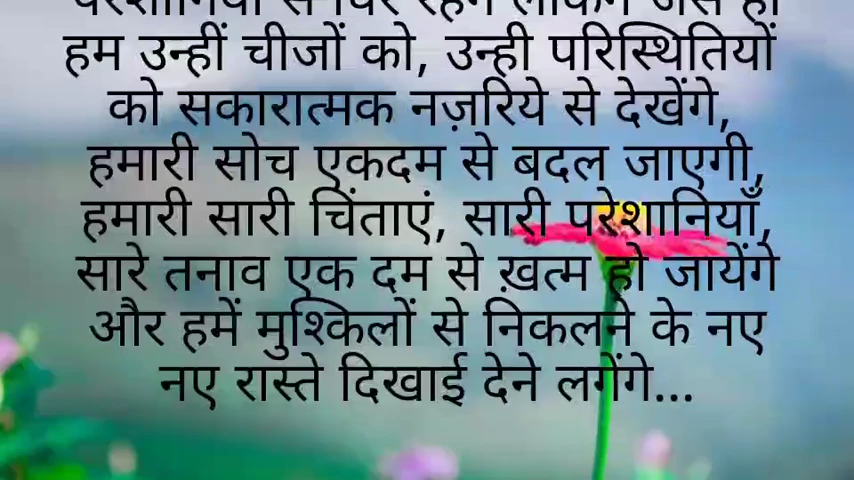 हम उन्हीं चीजों को, उन्ही परिस्थितियों
को सकारात्मक नज़रिये से देखेंगे,
हमारी सोच एकदम से बदल जाएगी,
हमारी सारी चिंताएं, सारी परेशानियाँ,
सारे तनाव एक दम से ख़त्म हो जायेंगे
और हमें मुश्किलों से निकलने के नए
नए रास्ते दिखाई देने लगेंगे...